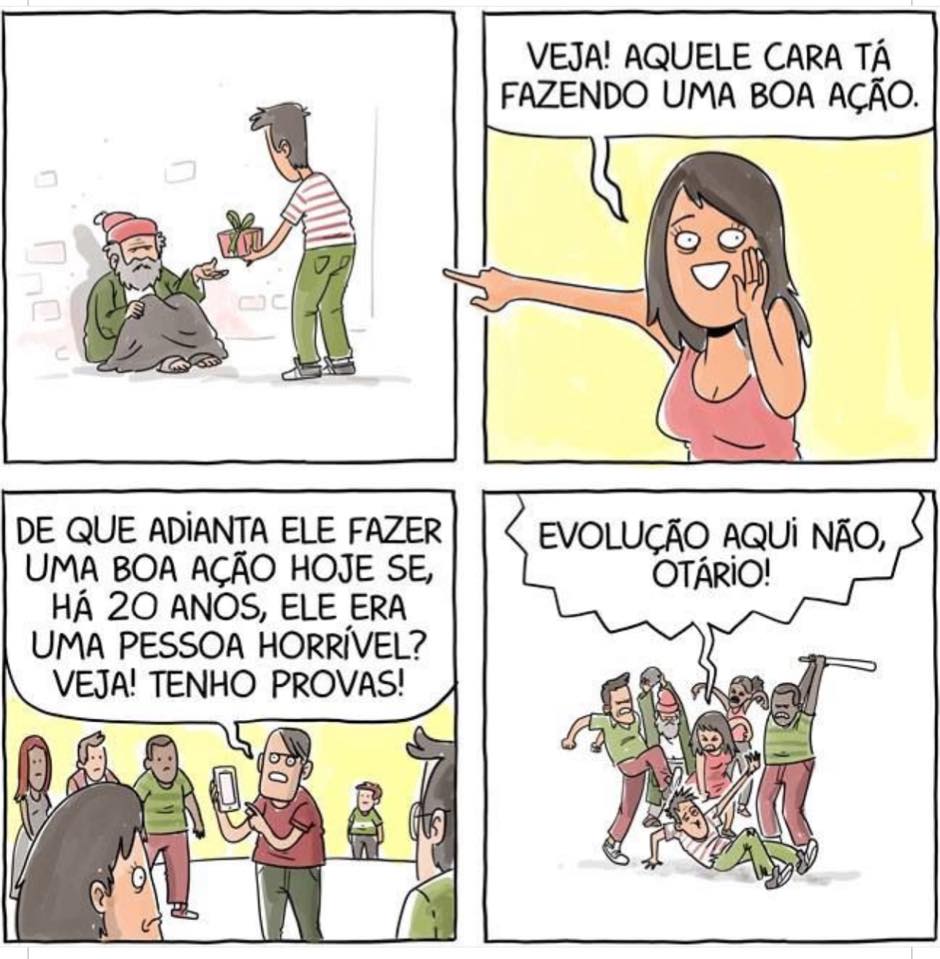 VEJA! AQUELE CARA TÁ
FAZENDO UMA BOA AÇÃO.
DE QUE ADIANTA ELE FAZER
UMA BOA AÇÃO HOJE SE,
HÁ 20 ANOS, ELE ERA
UMA PESSOA HORRÍVEL?
VEJA! TENHO PROVAS!
EVOLUÇÃO AQUI NÃO,
OTÁRIO!